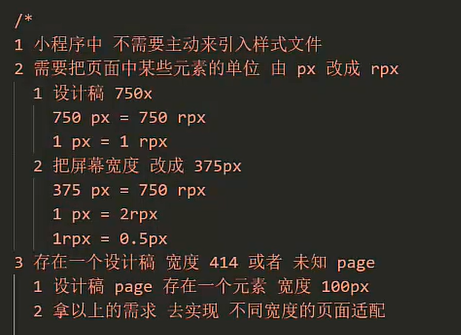 /*
1 小程序中 不需要主动来引入样式文件
2 需要把页面中某些元素的单位 由 px 改成 rpx
1 设计稿 750x
750 px = 750 rpx
1 px = 1 rpx
2 把屏幕宽度 改成 375px
375 px = 750 rpx
1 px = 2rpx
1rpx = 0.5px
3 存在一个设计稿 宽度 414 或者 未知 page
1 设计稿 page 存在一个元素 宽度 100px
2 拿以上的需求 去实现 不同宽度的页面适配